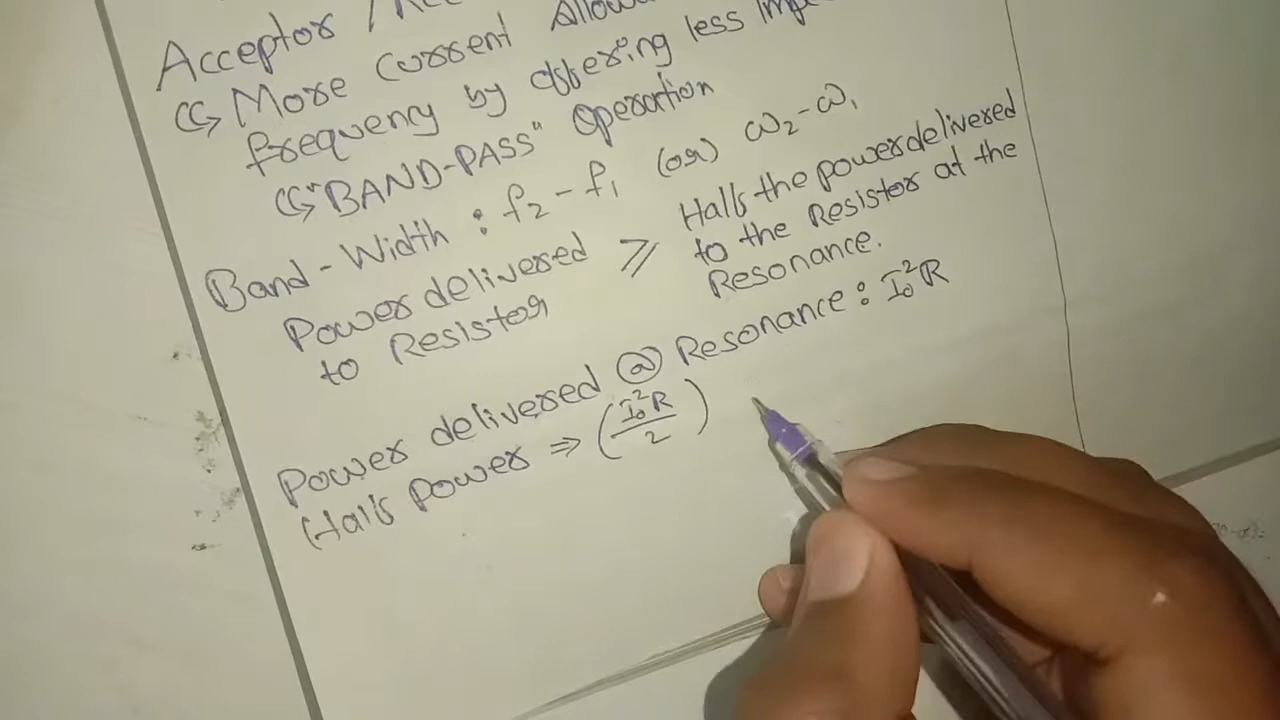 Acceptor /
↳ More Current Allow
frequency by offering less Imp
↳ "BAND-PASS" Operation
Band-Width : f2 - f1 (or) ω2-ω1
Power delivered to Resistor ≥ Half the power delivered to the Resistor at the Resonance.
Power delivered @ Resonance : I0²R
Half power ⇒ (I0²R/2)